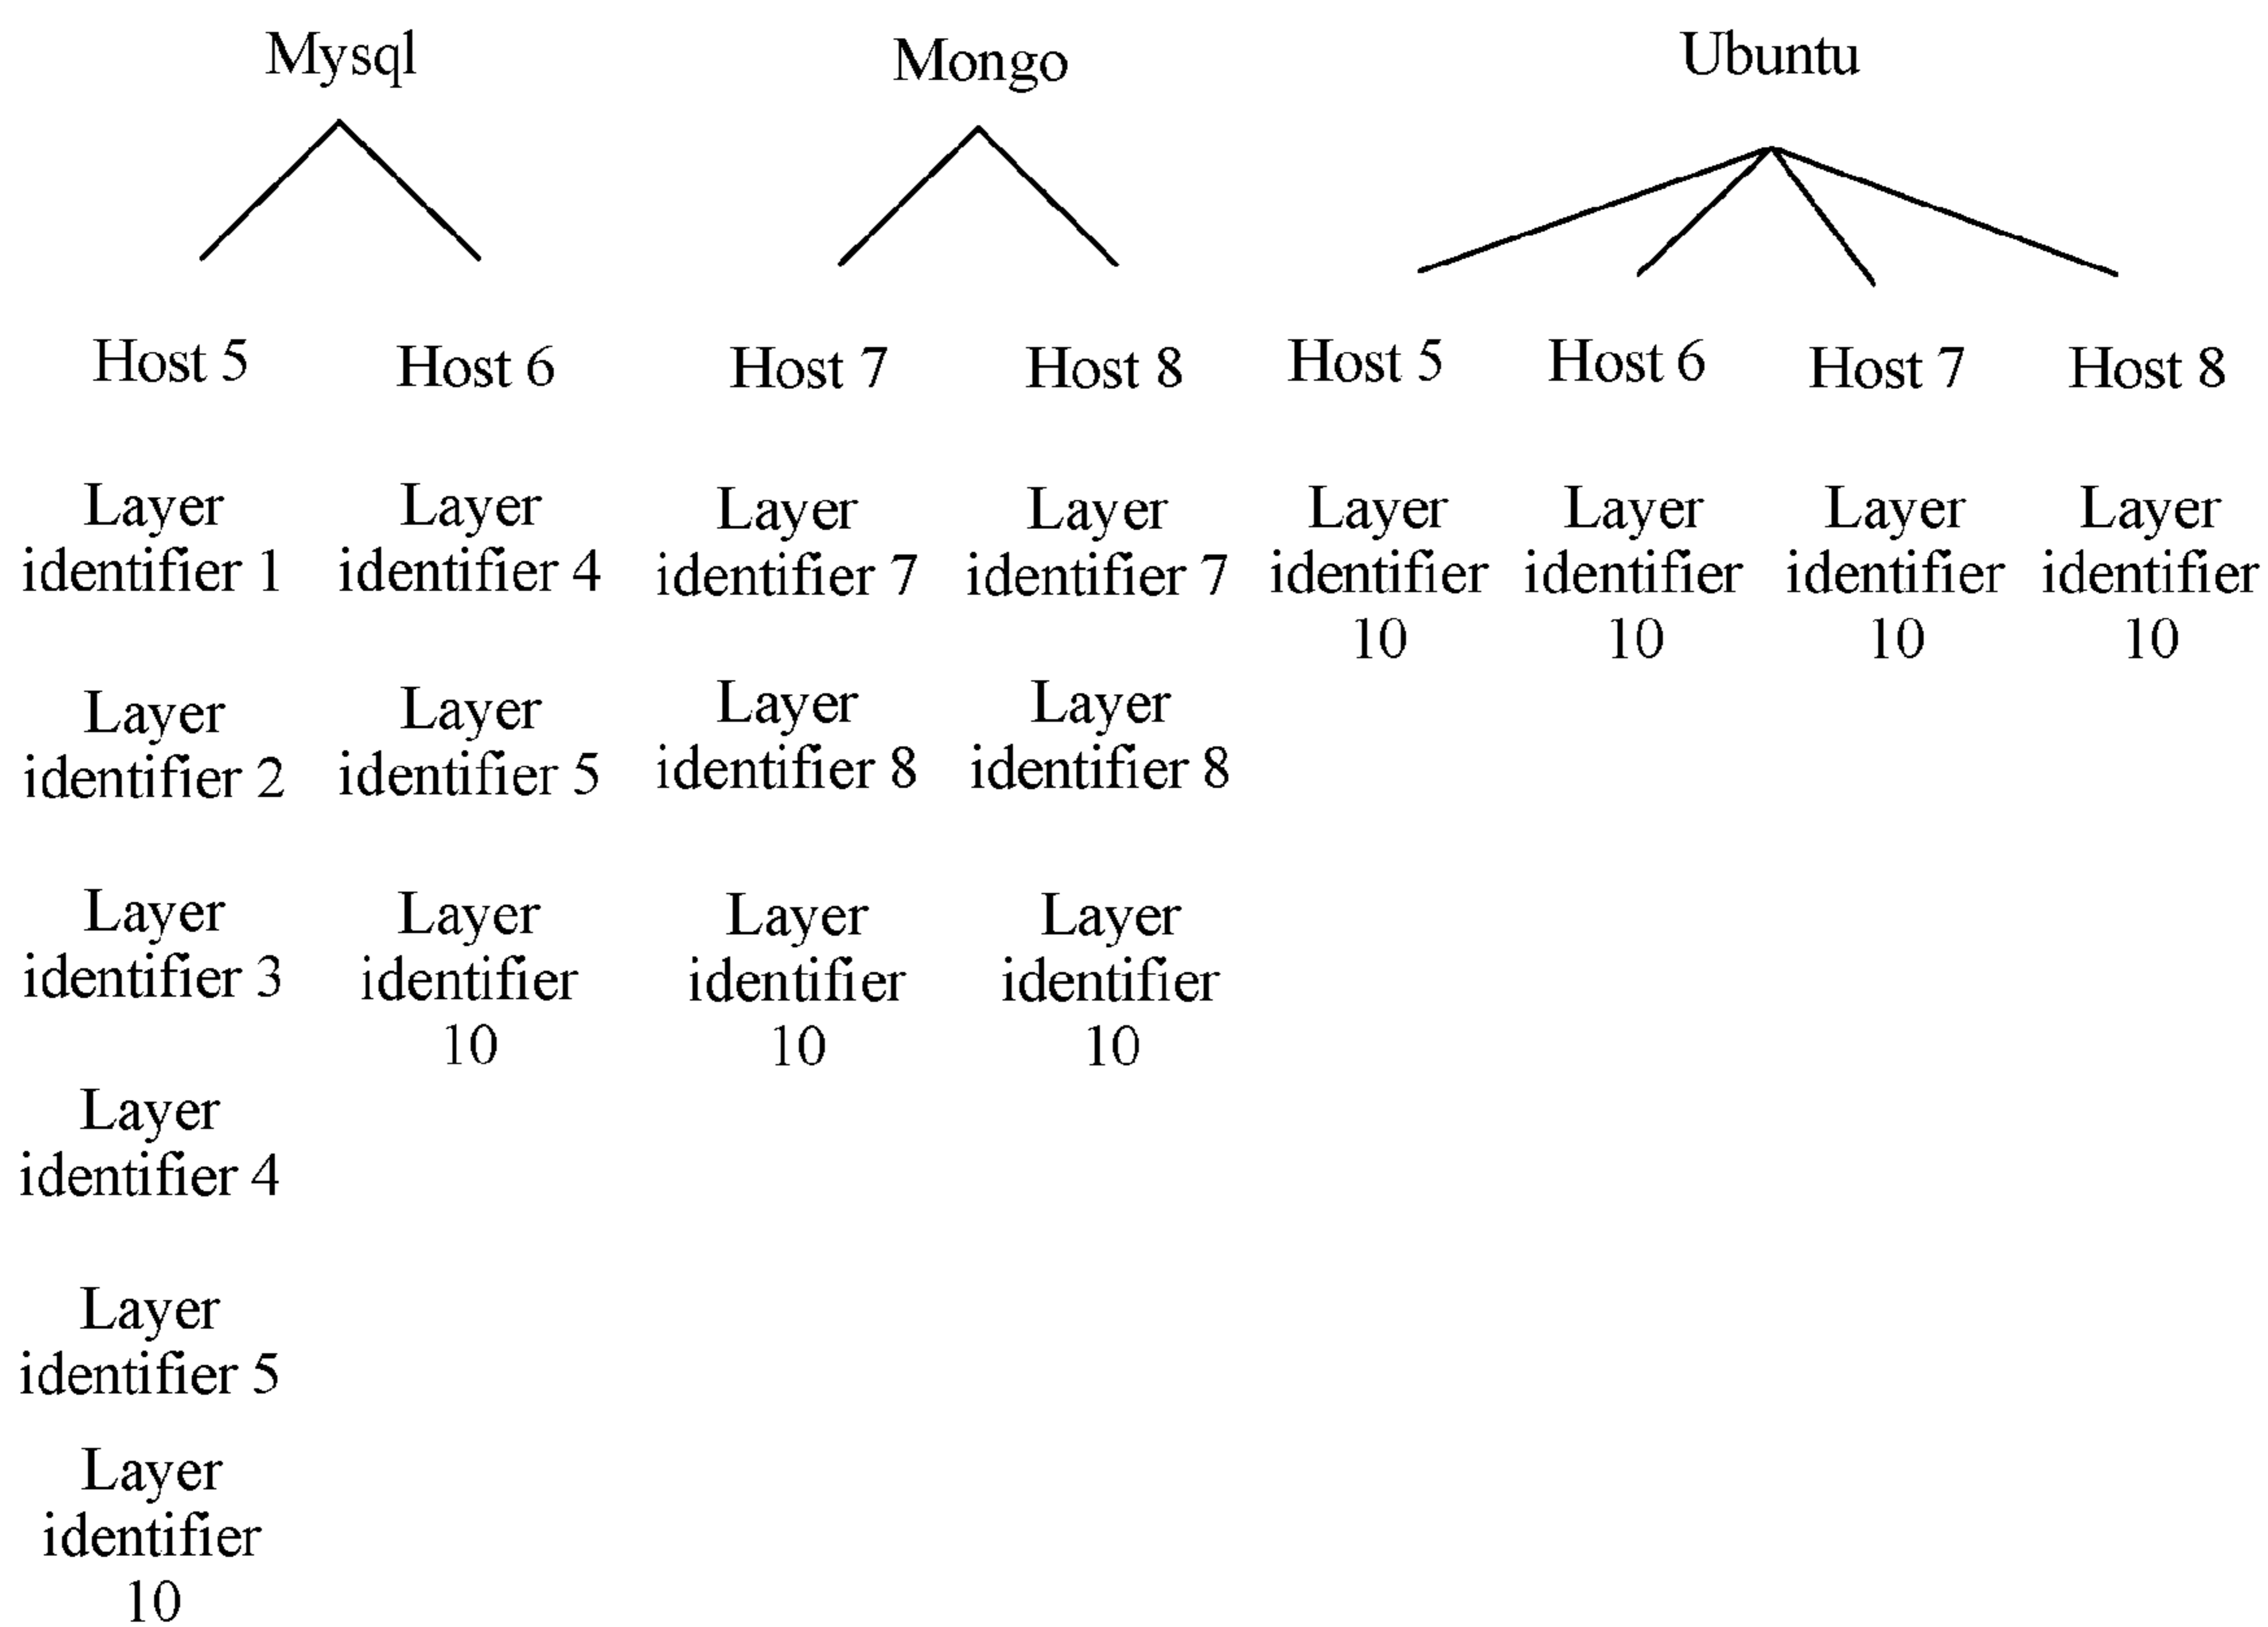 Mysql
Mongo
Ubuntu
Host 5
Host 6
Host 7
Host 8
Host 5
Host 6
Host 7
Host 8
Layer
identifier 1
Layer
identifier 4
Layer
identifier 7
Layer
identifier 7
Layer
identifier
10
Layer
identifier
10
Layer
identifier
10
Layer
identifier
10
Layer
identifier 2
Layer
identifier 5
Layer
identifier 8
Layer
identifier 8
Layer
identifier 3
Layer
identifier
10
Layer
identifier
10
Layer
identifier
10
Layer
identifier 4
Layer
identifier 5
Layer
identifier
10